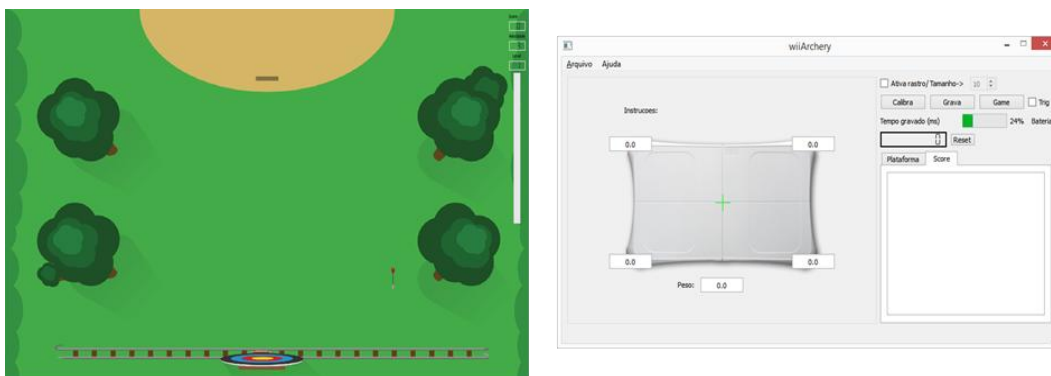 wiiArchery
Arquivo Ajuda
Ativa rastro/ Tamanho-> 10
Calibra Grava Game Trig
Tempo gravado (ms) 24% Bateria
0 Reset
Plataforma Score
Instrucoes:
0.0 0.0
0.0 0.0
Peso: 0.0